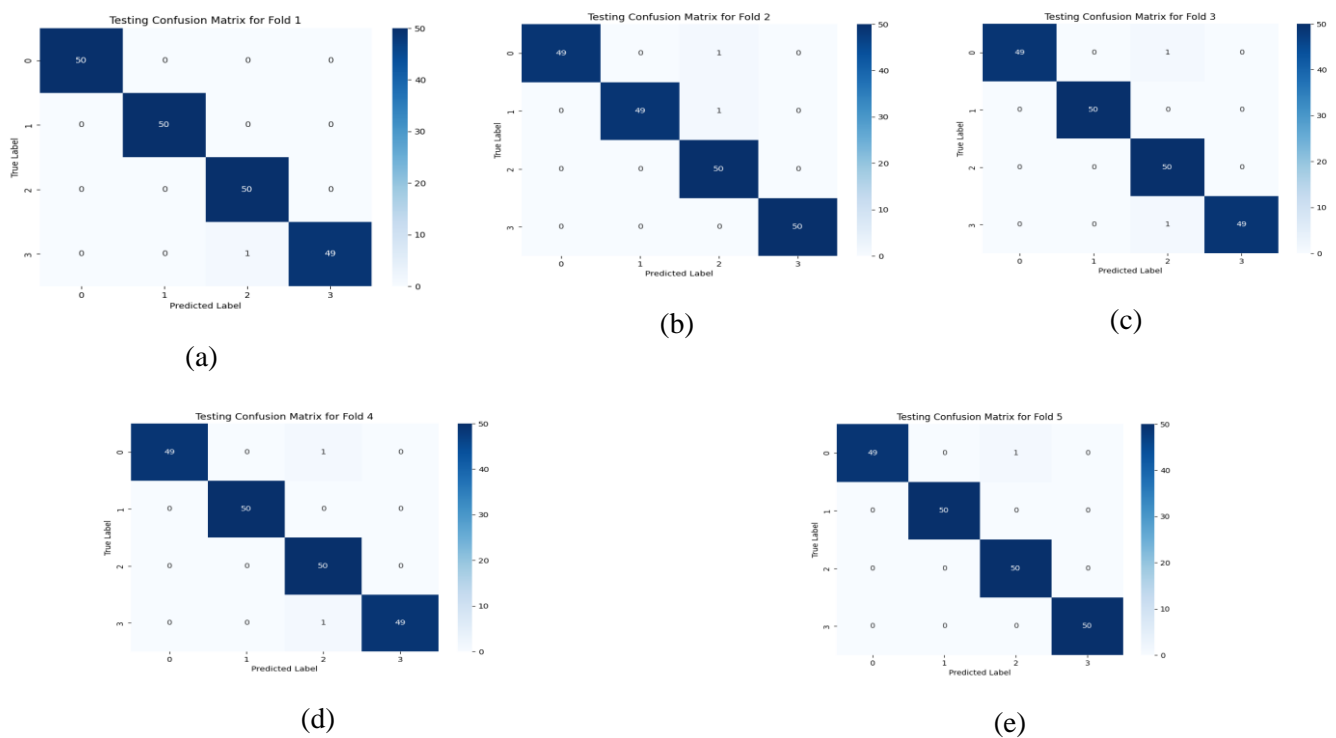 Testing Confusion Matrix for Fold 1
0 50 0 0 0
1 0 50 0 0
2 0 0 50 0
3 0 0 1 49
0 1 2 3
Predicted Label
True Label
50
40
30
20
10
0
(a)
Testing Confusion Matrix for Fold 2
0 49 0 1 0
1 0 49 1 0
2 0 0 50 0
3 0 0 0 50
0 1 2 3
Predicted Label
True Label
50
40
30
20
10
0
(b)
Testing Confusion Matrix for Fold 3
0 49 0 1 0
1 0 50 0 0
2 0 0 50 0
3 0 0 1 49
0 1 2 3
Predicted Label
True Label
50
40
30
20
10
0
(c)
Testing Confusion Matrix for Fold 4
0 49 0 1 0
1 0 50 0 0
2 0 0 50 0
3 0 0 1 49
0 1 2 3
Predicted Label
True Label
50
40
30
20
10
0
(d)
Testing Confusion Matrix for Fold 5
0 49 0 1 0
1 0 50 0 0
2 0 0 50 0
3 0 0 0 50
0 1 2 3
Predicted Label
True Label
50
40
30
20
10
0
(e)